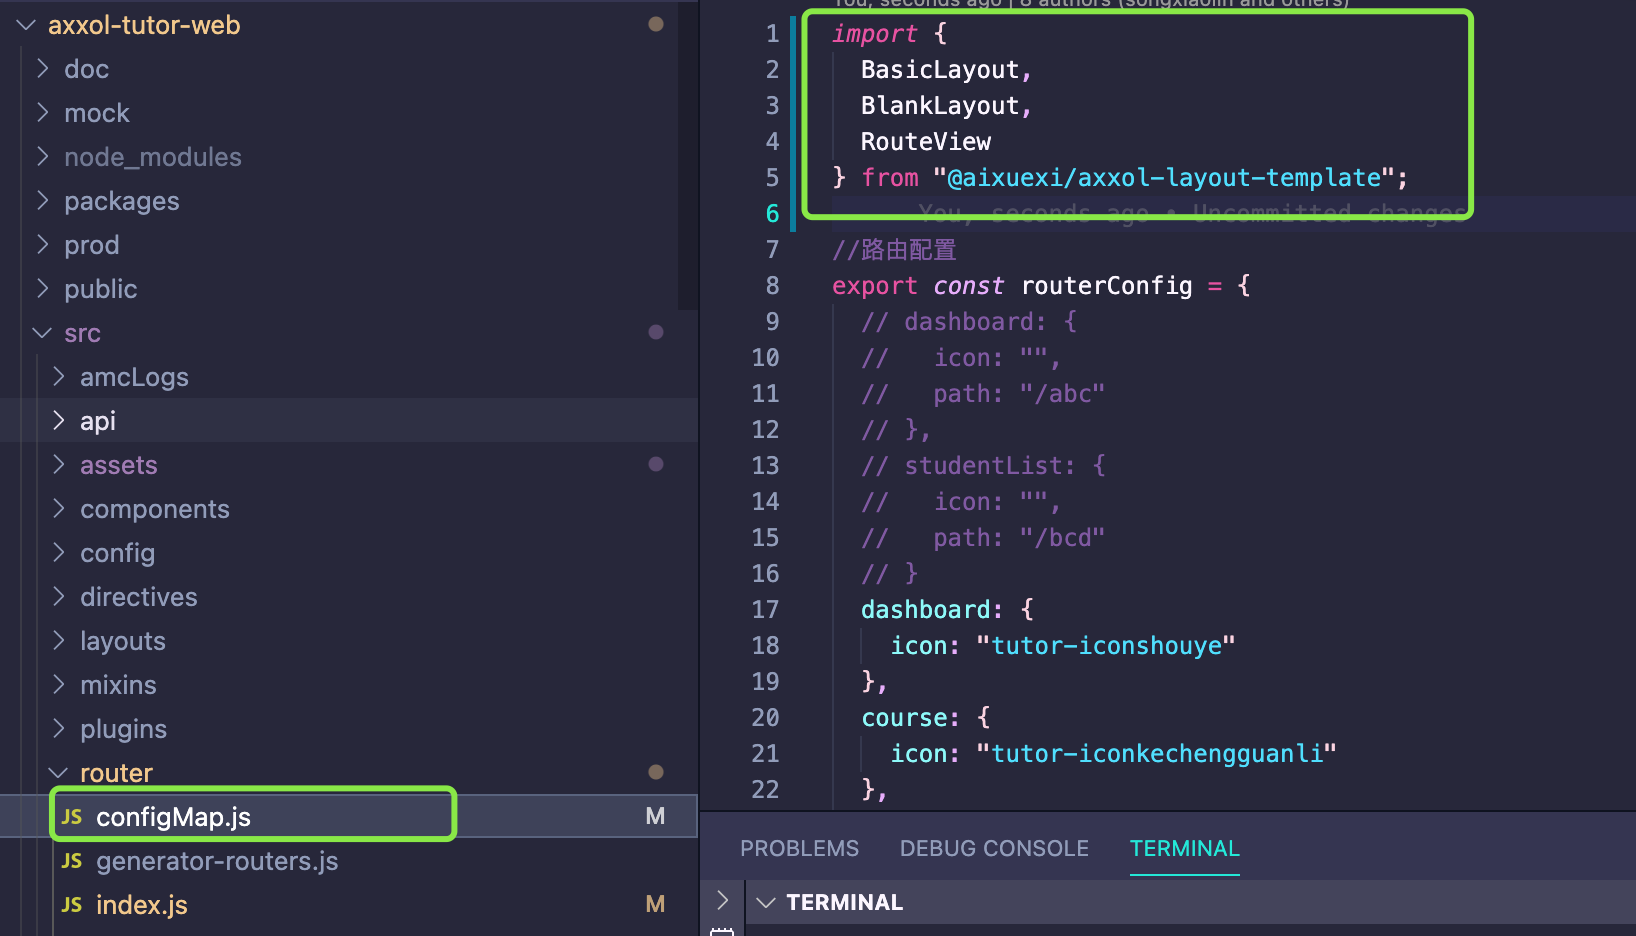 axxol-tutor-web
doc
mock
node_modules
packages
prod
public
src
amcLogs
api
assets
components
config
directives
layouts
mixins
plugins
router
JS configMap.js M
JS generator-routers.js
JS index.js M
You, seconds ago | 8 authors (songxiaolin and others)
1 import {
2 BasicLayout,
3 BlankLayout,
4 RouteView
5 } from "@aixuexi/axxol-layout-template";
6 You, seconds ago • Uncommitted changes
7 //路由配置
8 export const routerConfig = {
9 // dashboard: {
10 // icon: "",
11 // path: "/abc"
12 // },
13 // studentList: {
14 // icon: "",
15 // path: "/bcd"
16 // }
17 dashboard: {
18 icon: "tutor-iconshouye"
19 },
20 course: {
21 icon: "tutor-iconkechengguanli"
22 },
PROBLEMS DEBUG CONSOLE TERMINAL
TERMINAL